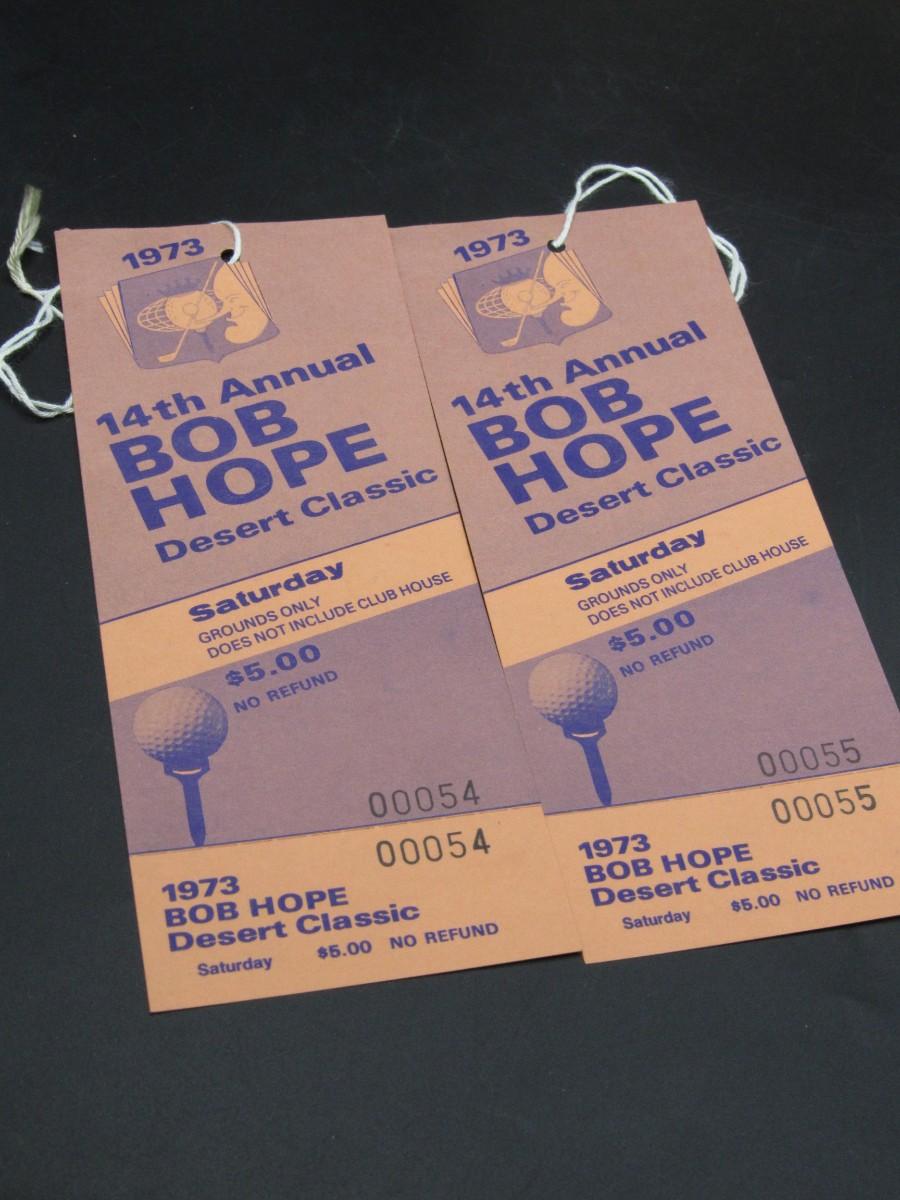 1973
14th Annual
BOB
HOPE
Desert Classic
Saturday
GROUNDS ONLY
DOES NOT INCLUDE CLUB HOUSE
$5.00
NO REFUND
00054
00054
1973
BOB HOPE
Desert Classic
Saturday $5.00 NO REFUND
1973
14th Annual
BOB
HOPE
Desert Classic
Saturday
GROUNDS ONLY
DOES NOT INCLUDE CLUB HOUSE
$5.00
NO REFUND
00055
00055
1973
BOB HOPE
Desert Classic
Saturday $5.00 NO REFUND